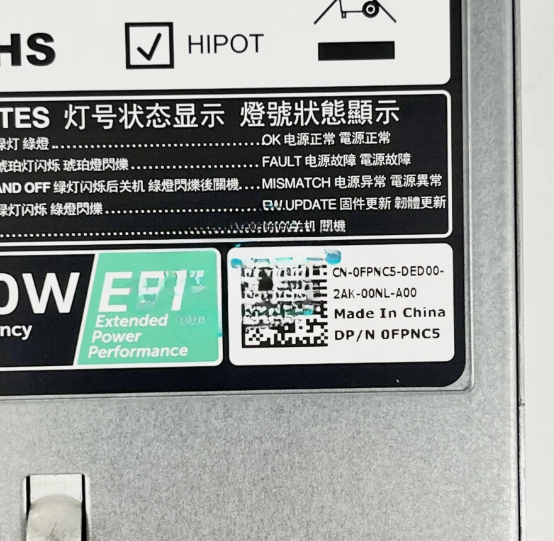 HS
HIPOT
TES 灯号状态显示 燈號狀態顯示
绿灯 綠燈 OK 电源正常 電源正常
琥珀灯闪烁 琥珀燈閃爍 FAULT 电源故障 電源故障
AND OFF 绿灯闪烁后关机 綠燈閃爍後關機 MISMATCH 电源异常 電源異常
绿灯闪烁 綠燈閃爍 FW.UPDATE 固件更新 韌體更新
关机 關機
0W
ncy
EPP
Extended
Power
Performance
CN-0FPNC5-DED00-
2AK-00NL-A00
Made In China
DP/N 0FPNC5